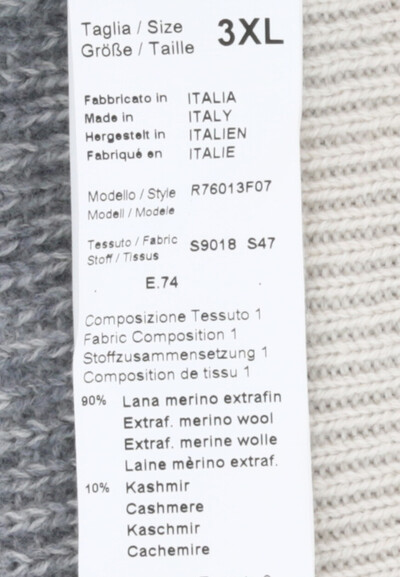 Taglia / Size 3XL
Größe / Taille
Fabbricato in ITALIA
Made in ITALY
Hergestelt in ITALIEN
Fabriqué en ITALIE
Modello / Style R76013F07
Modell / Modele
Tessuto / Fabric S9018 S47
Stoff / Tissus
E.74
Composizione Tessuto 1
Fabric Composition 1
Stoffzusammensetzung 1
Composition de tissu 1
90% Lana merino extrafin
Extraf. merino wool
Extraf. merine wolle
Laine mèrino extraf.
10% Kashmir
Cashmere
Kaschmir
Cachemire